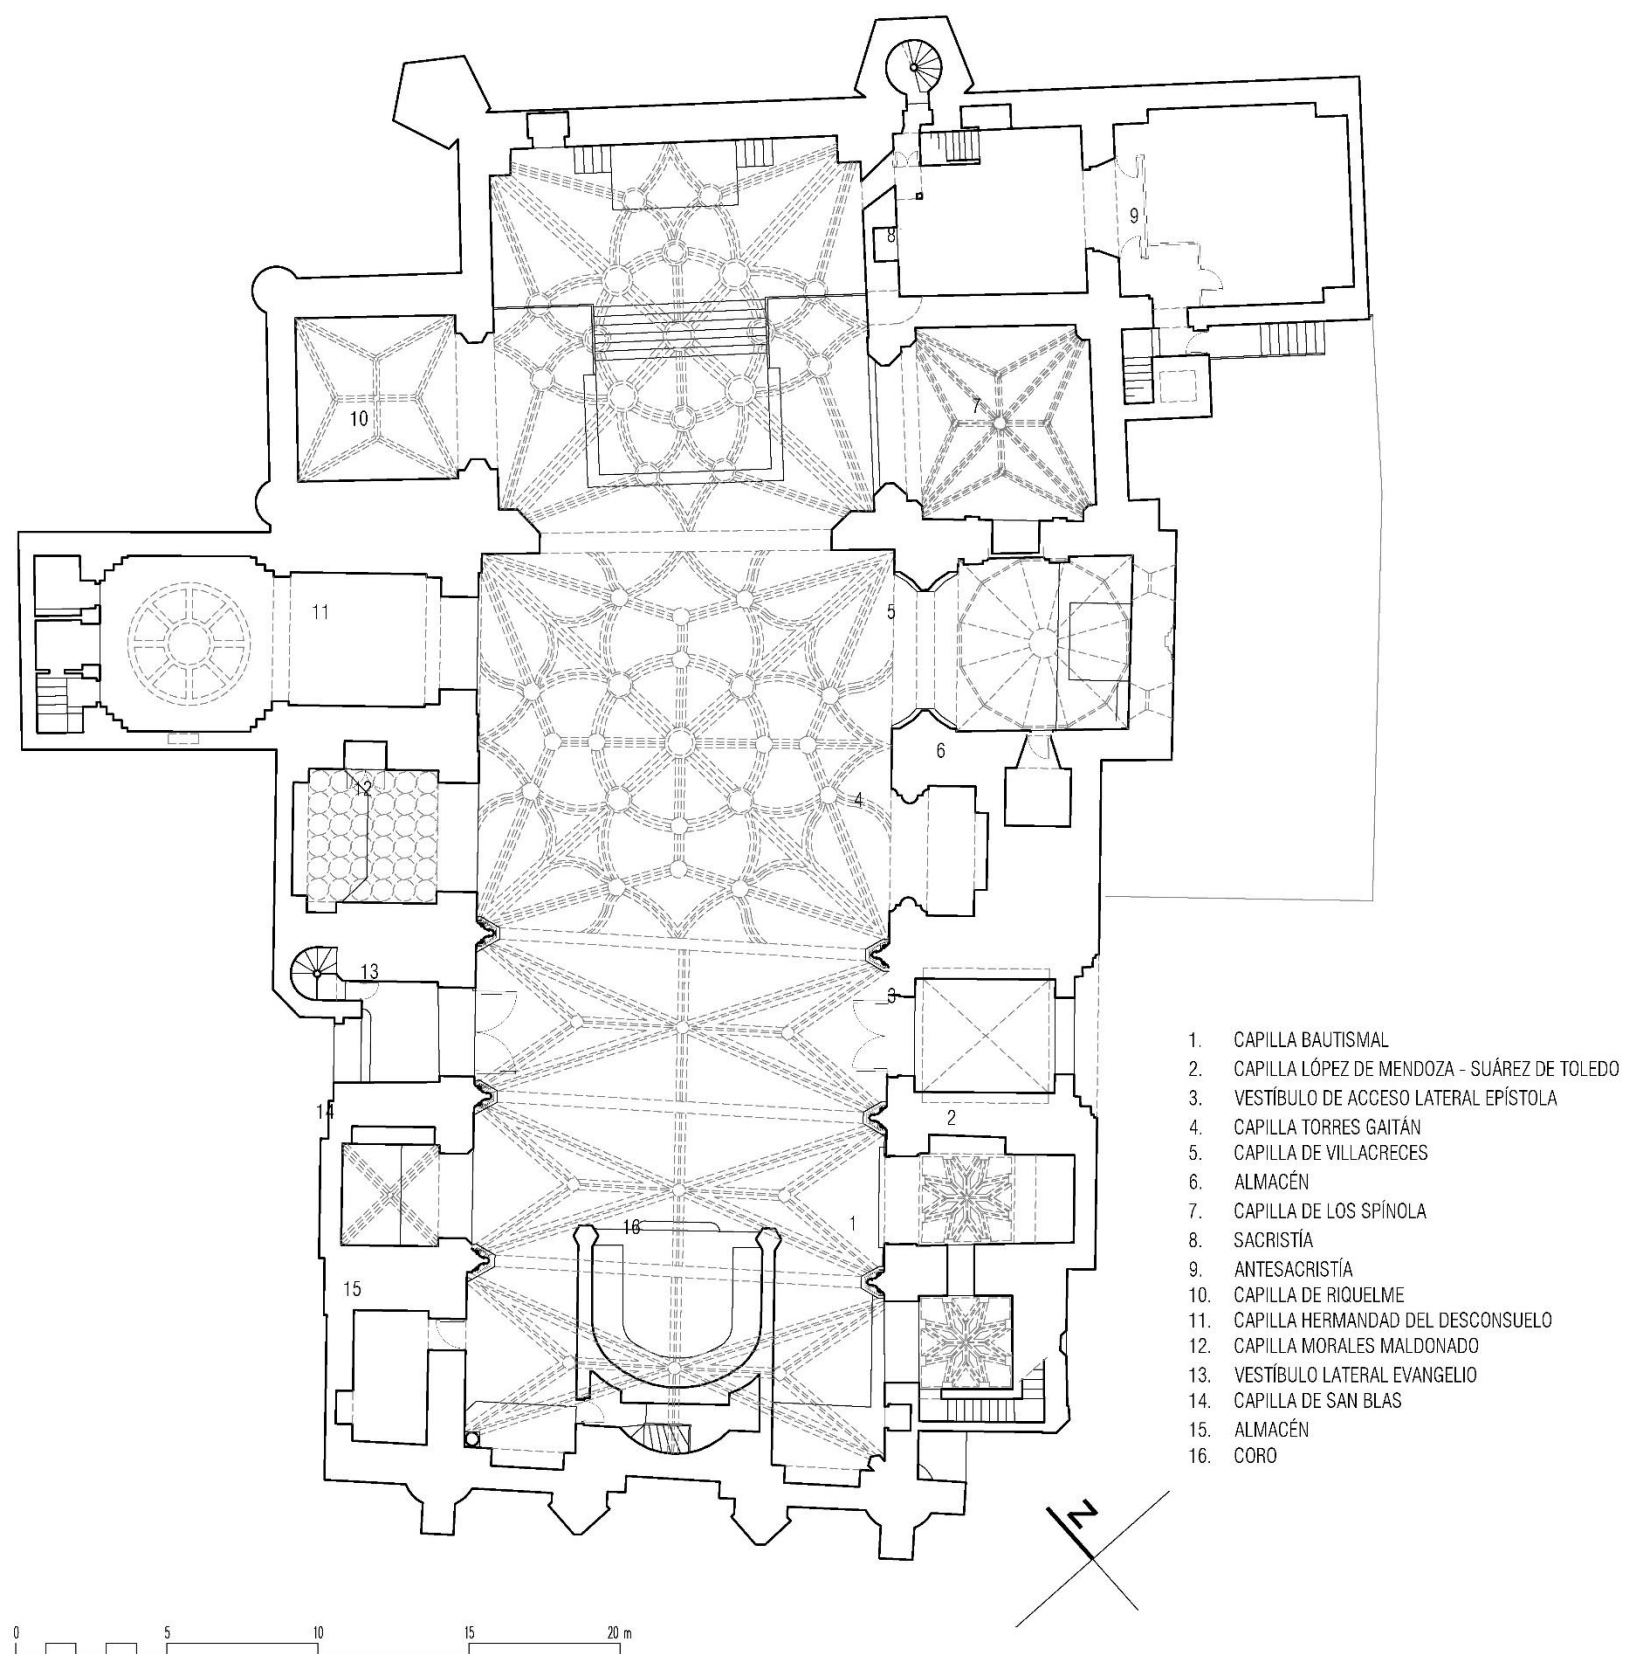 8
9
10
7
11
5
6
12
4
13
3
14
2
16
1
15
1. CAPILLA BAUTISMAL
2. CAPILLA LÓPEZ DE MENDOZA - SUÁREZ DE TOLEDO
3. VESTÍBULO DE ACCESO LATERAL EPÍSTOLA
4. CAPILLA TORRES GAITÁN
5. CAPILLA DE VILLACRECES
6. ALMACÉN
7. CAPILLA DE LOS SPÍNOLA
8. SACRISTÍA
9. ANTESACRISTÍA
10. CAPILLA DE RIQUELME
11. CAPILLA HERMANDAD DEL DESCONSUELO
12. CAPILLA MORALES MALDONADO
13. VESTÍBULO LATERAL EVANGELIO
14. CAPILLA DE SAN BLAS
15. ALMACÉN
16. CORO
N
0 5 10 15 20 m